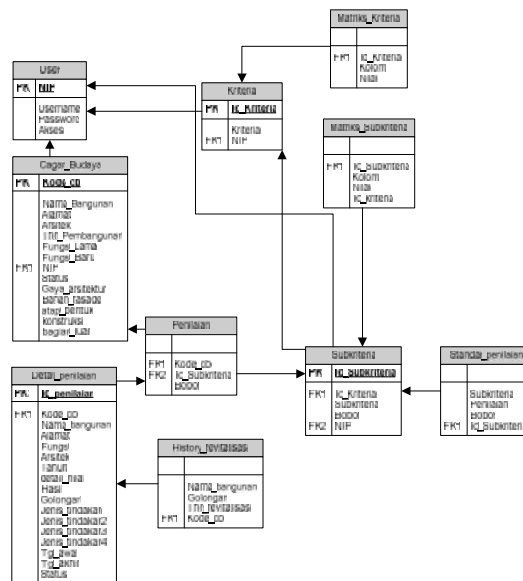 Matriks_Kriteria
FK1 Id_Kriteria
Kolom
Nilai
User
PK NIP
Username
Password
Akses
Kriteria
PK Id_Kriteria
Kriteria
FK1 NIP
Matriks_Subkriteria
FK1 Id_Subkriteria
Kolom
Nilai
Id_kriteria
Cagar_Budaya
PK Kode_cb
Nama_Bangunan
Alamat
Arsitek
Thn_Pembangunan
Fungsi_Lama
Fungsi_Baru
FK1 NIP
Status
Gaya_arsitektur
Bahan_fasade
atap_bentuk
konstruksi
bagian_luar
Penilaian
FK1 Kode_cb
FK2 Id_Subkriteria
Bobot
Subkriteria
PK Id_Subkriteria
FK1 Id_Kriteria
Subkriteria
Bobot
FK2 NIP
Standar_penilaian
Subkriteria
Penilaian
Bobot
FK1 Id_Subkriteria
Detail_penilaian
PK Id_penilaian
FK1 Kode_cb
Nama_bangunan
Alamat
Fungsi
Arsitek
Tahun
detail_nilai
Hasil
Golongan
Jenis_tindakan
Jenis_tindakan2
Jenis_tindakan3
Jenis_tindakan4
Tgl_awal
Tgl_akhir
Status
History_revitalisasi
Nama_bangunan
Golongan
Thn_revitalisasi
FK1 Kode_cb